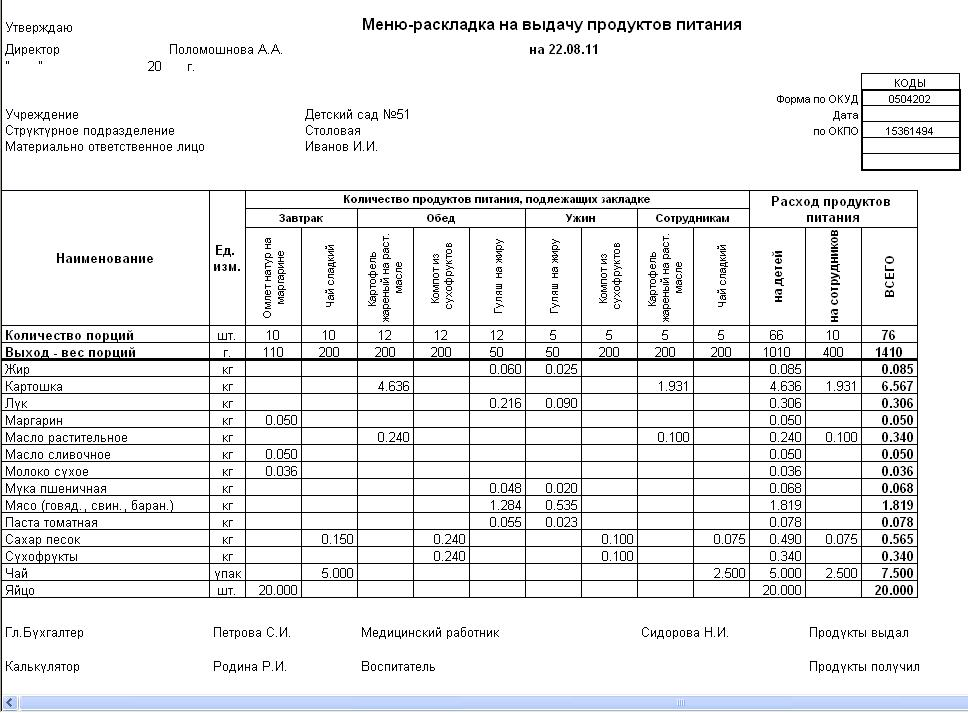 Меню-раскладка на выдачу продуктов питания
Утверждаю
Директор Поломошнова А.А. на 22.08.11
" " 20 г.
КОДЫ
Форма по ОКУД 0504202
Учреждение Детский сад №51 Дата
Структурное подразделение Столовая по ОКПО 15361494
Материально ответственное лицо Иванов И.И.
Наименование Ед. изм. Количество продуктов питания, подлежащих закладке Расход продуктов питания
Завтрак Обед Ужин Сотрудникам
Омлет натур на маргарине Чай сладкий Картофель жареный на раст. масле Компот из сухофруктов Гуляш на жиру Гуляш на жиру Компот из сухофруктов Картофель жареный на раст. масле Чай сладкий на детей на сотрудников ВСЕГО
Количество порций шт. 10 10 12 12 12 5 5 5 5 66 10 76
Выход - вес порций г. 110 200 200 200 50 50 200 200 200 1010 400 1410
Жир кг 0.060 0.025 0.085 0.085
Картошка кг 4.636 1.931 4.636 1.931 6.567
Лук кг 0.216 0.090 0.306 0.306
Маргарин кг 0.050 0.050 0.050
Масло растительное кг 0.240 0.100 0.240 0.100 0.340
Масло сливочное кг 0.050 0.050 0.050
Молоко сухое кг 0.036 0.036 0.036
Мука пшеничная кг 0.048 0.020 0.068 0.068
Мясо (говяд., свин., баран.) кг 1.284 0.535 1.819 1.819
Паста томатная кг 0.055 0.023 0.078 0.078
Сахар песок кг 0.150 0.240 0.100 0.075 0.490 0.075 0.565
Сухофрукты кг 0.240 0.100 0.340 0.340
Чай упак 5.000 2.500 5.000 2.500 7.500
Яйцо шт. 20.000 20.000 20.000
Гл.Бухгалтер Петрова С.И. Медицинский работник Сидорова Н.И. Продукты выдал
Калькулятор Родина Р.И. Воспитатель Продукты получил